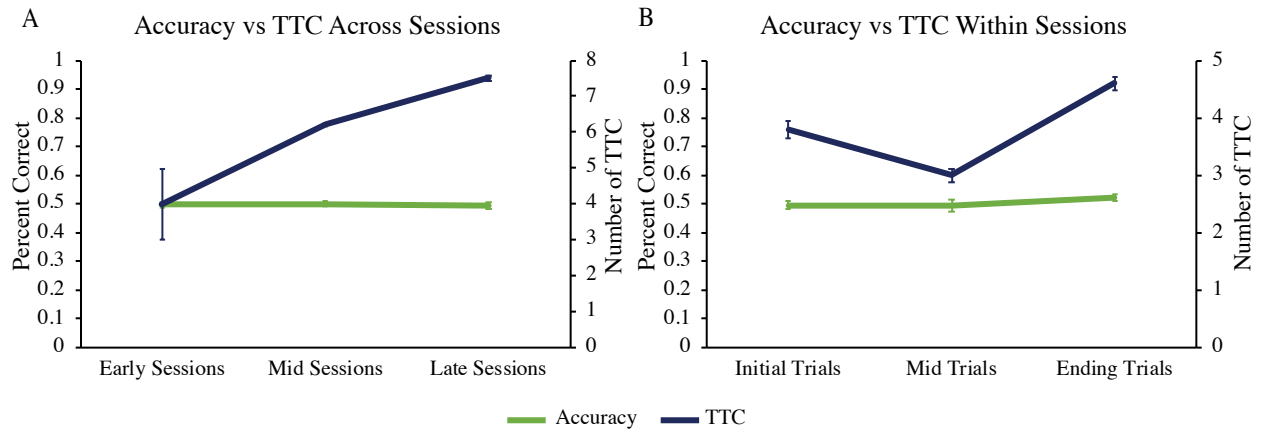 A
Accuracy vs TTC Across Sessions
1
0.9
0.8
0.7
0.6
0.5
0.4
0.3
0.2
0.1
0
Percent Correct
8
7
6
5
4
3
2
1
0
Number of TTC
Early Sessions
Mid Sessions
Late Sessions
B
Accuracy vs TTC Within Sessions
1
0.9
0.8
0.7
0.6
0.5
0.4
0.3
0.2
0.1
0
Percent Correct
5
4
3
2
1
0
Number of TTC
Initial Trials
Mid Trials
Ending Trials
Accuracy
TTC